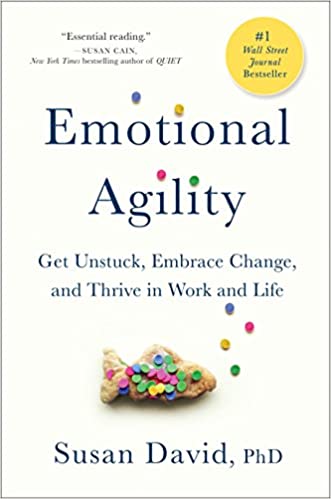 "Essential reading."
—SUSAN CAIN,
New York Times bestselling author of QUIET
#1
Wall Street
Journal
Bestseller
Emotional
Agility
Get Unstuck, Embrace Change,
and Thrive in Work and Life
Susan David, PhD